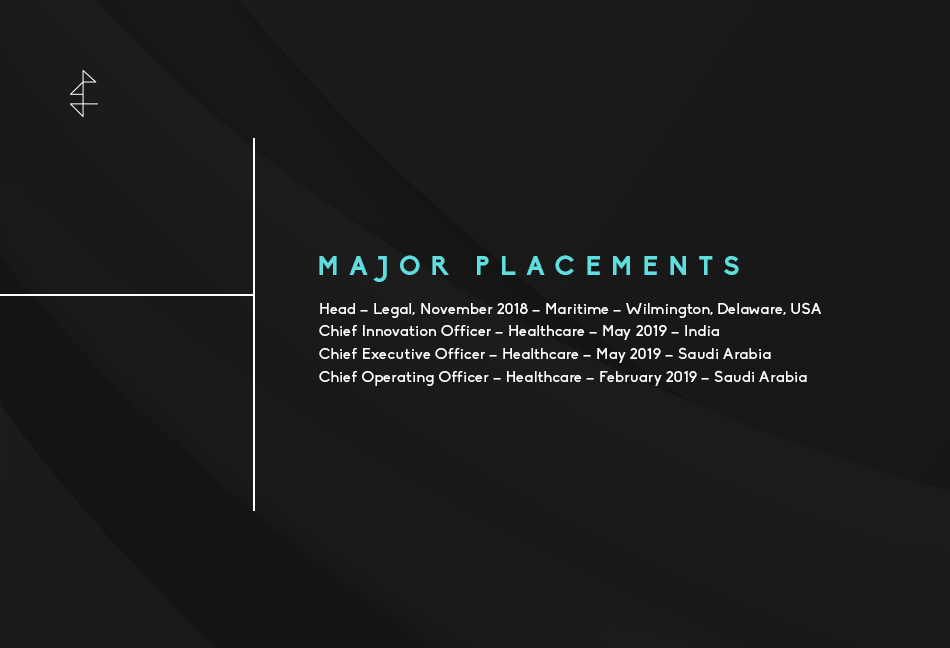 MAJOR PLACEMENTS
Head – Legal, November 2018 – Maritime – Wilmington, Delaware, USA
Chief Innovation Officer – Healthcare – May 2019 – India
Chief Executive Officer – Healthcare – May 2019 – Saudi Arabia
Chief Operating Officer – Healthcare – February 2019 – Saudi Arabia